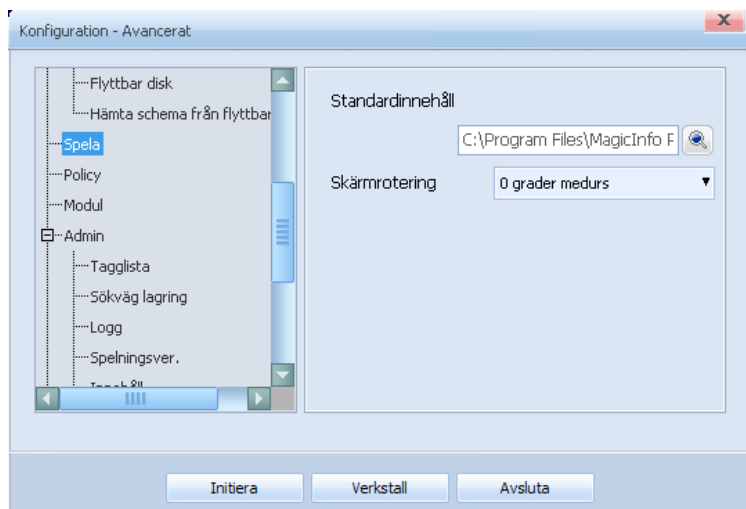 Konfiguration - Avancerat
Flyttbar disk
Hämta schema från flyttbar
Spela
Policy
Modul
Admin
Tagglista
Sökväg lagring
Logg
Spelningsver.
Standardinnehåll
C:\Program Files\MagicInfo P
Skärmrotering
0 grader medurs
Initiera
Verkställ
Avsluta